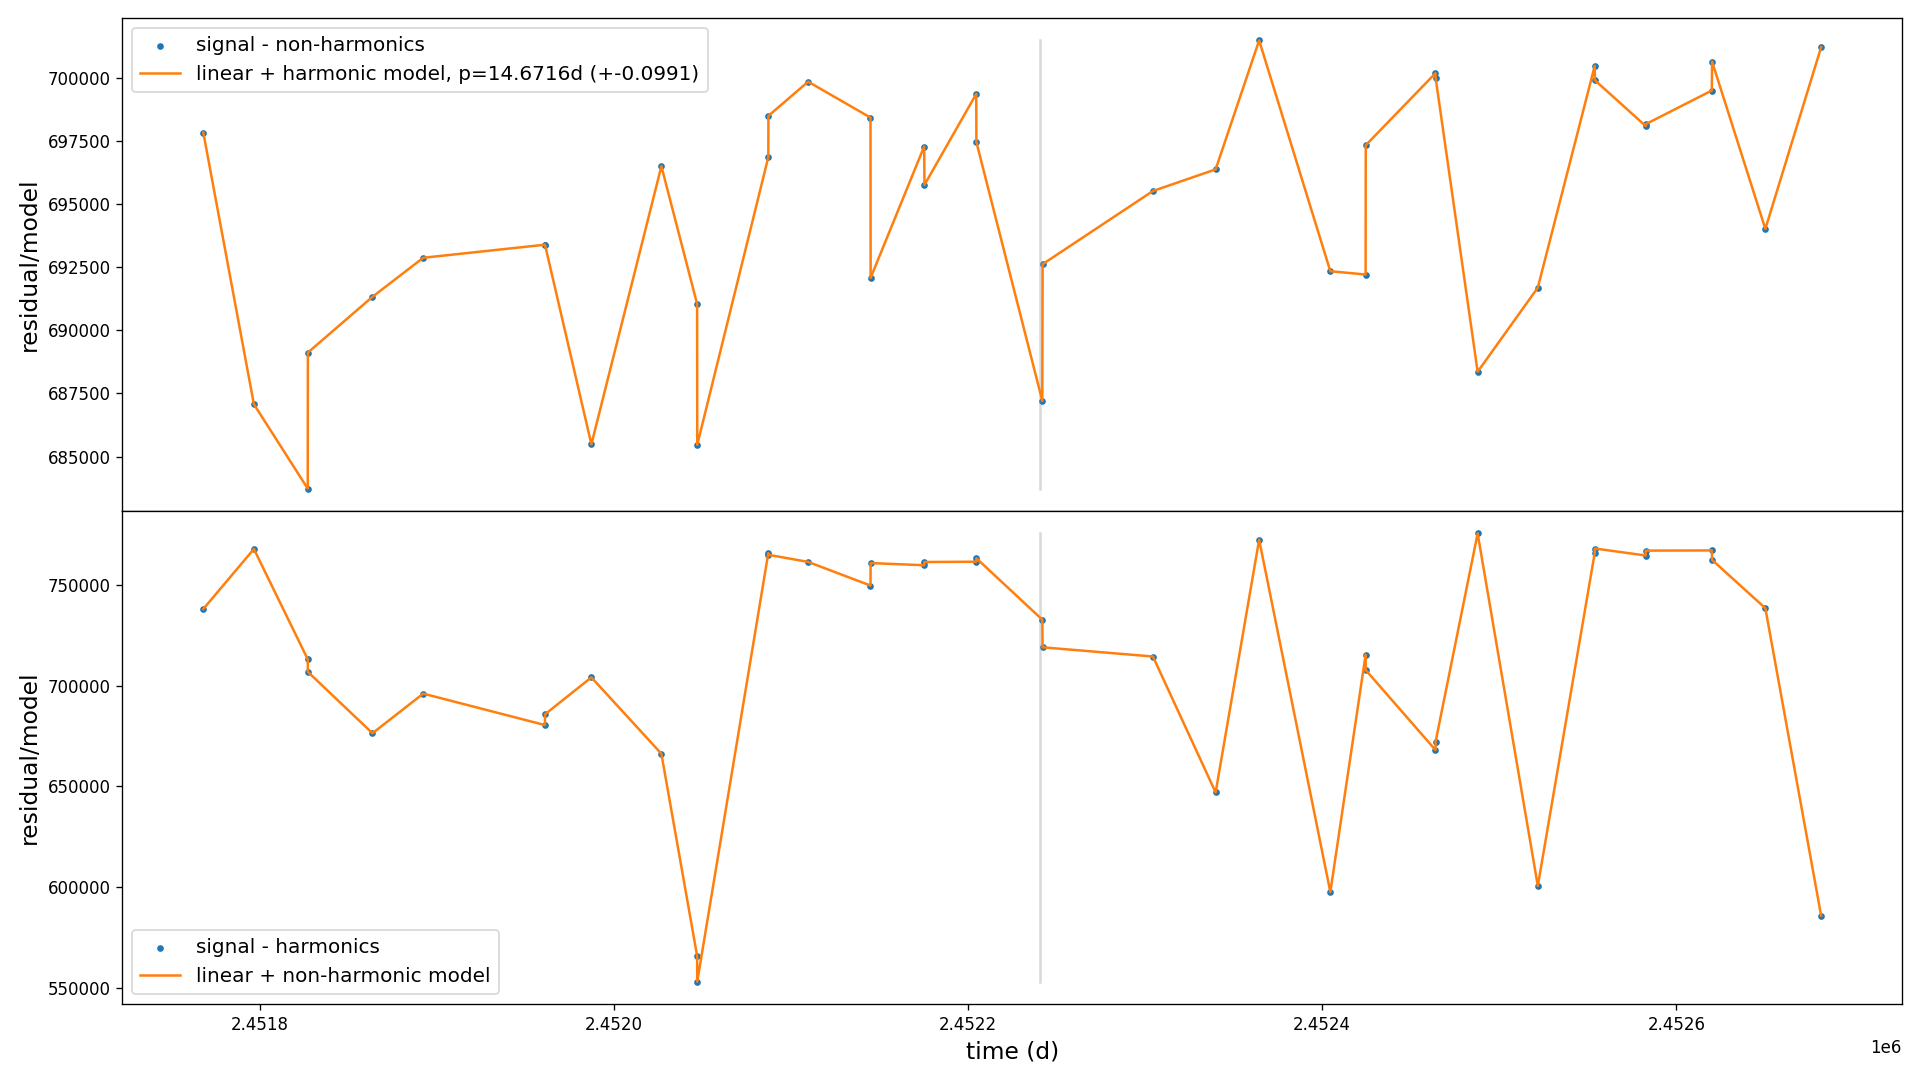 signal - non-harmonics
linear + harmonic model, p=14.6716d (+-0.0991)
700000
697500
695000
692500
690000
687500
685000
residual/model
750000
700000
650000
600000
550000
residual/model
signal - harmonics
linear + non-harmonic model
2.4518 2.4520 2.4522 2.4524 2.4526
time (d)
1e6